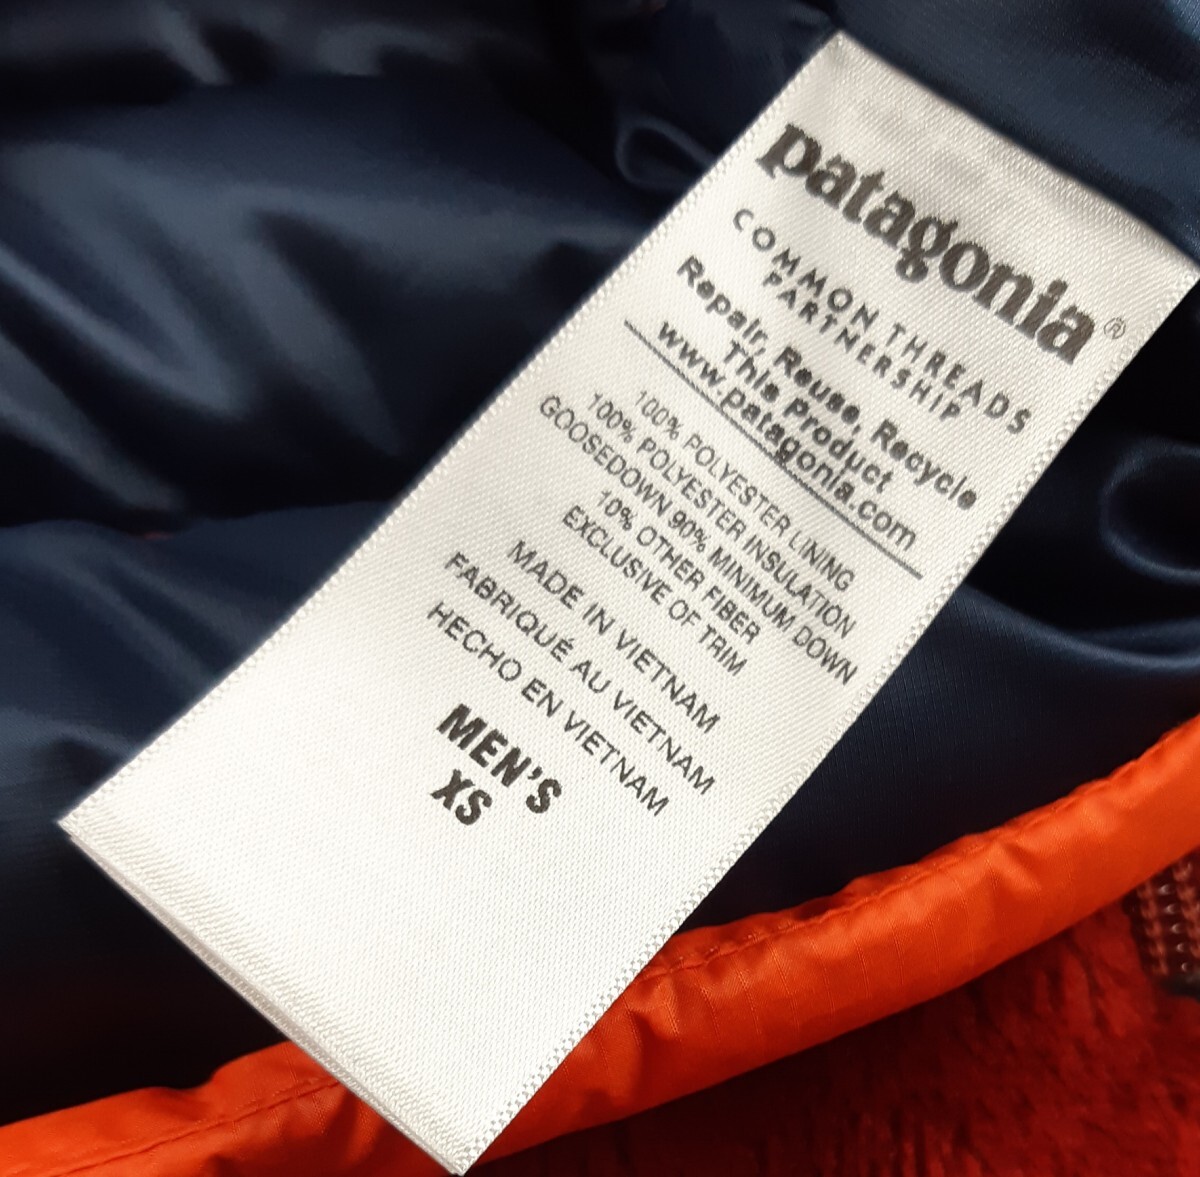 patagonia®
COMMON THREADS
PARTNERSHIP
Repair, Reuse, Recycle
This Product
www.patagonia.com
100% POLYESTER LINING
100% POLYESTER INSULATION
GOOSEDOWN 90% MINIMUM DOWN
10% OTHER FIBER
EXCLUSIVE OF TRIM
MADE IN VIETNAM
FABRIQUÉ AU VIETNAM
HECHO EN VIETNAM
MEN'S
XS